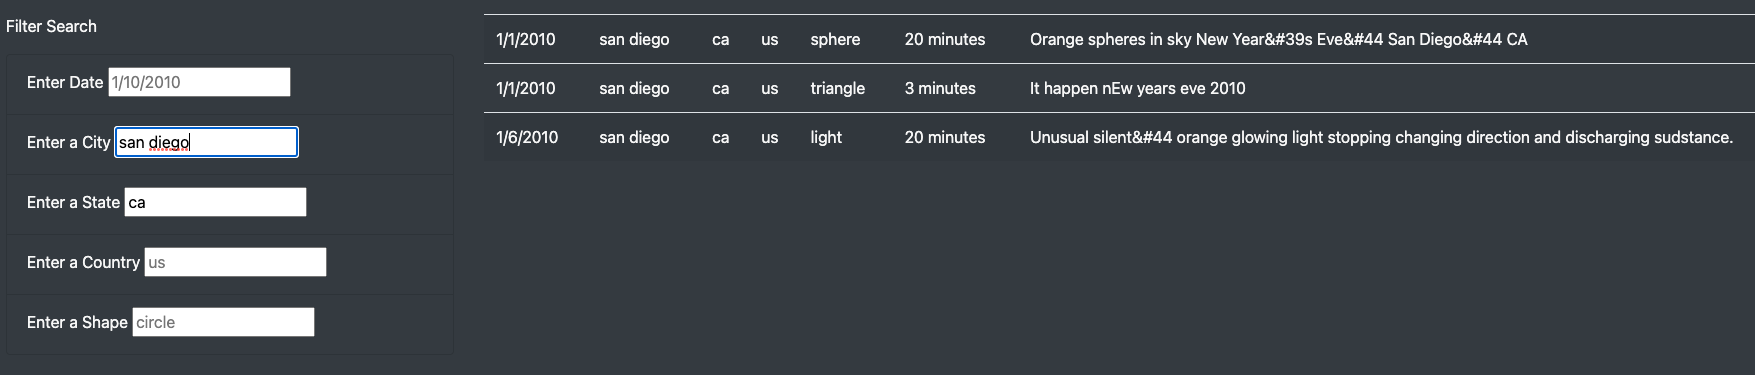 Filter Search
Enter Date 1/10/2010
Enter a City san diego
Enter a State ca
Enter a Country us
Enter a Shape circle
1/1/2010 san diego ca us sphere 20 minutes Orange spheres in sky New Year&#39s Eve&#44 San Diego&#44 CA
1/1/2010 san diego ca us triangle 3 minutes It happen nEw years eve 2010
1/6/2010 san diego ca us light 20 minutes Unusual silent&#44 orange glowing light stopping changing direction and discharging sudstance.